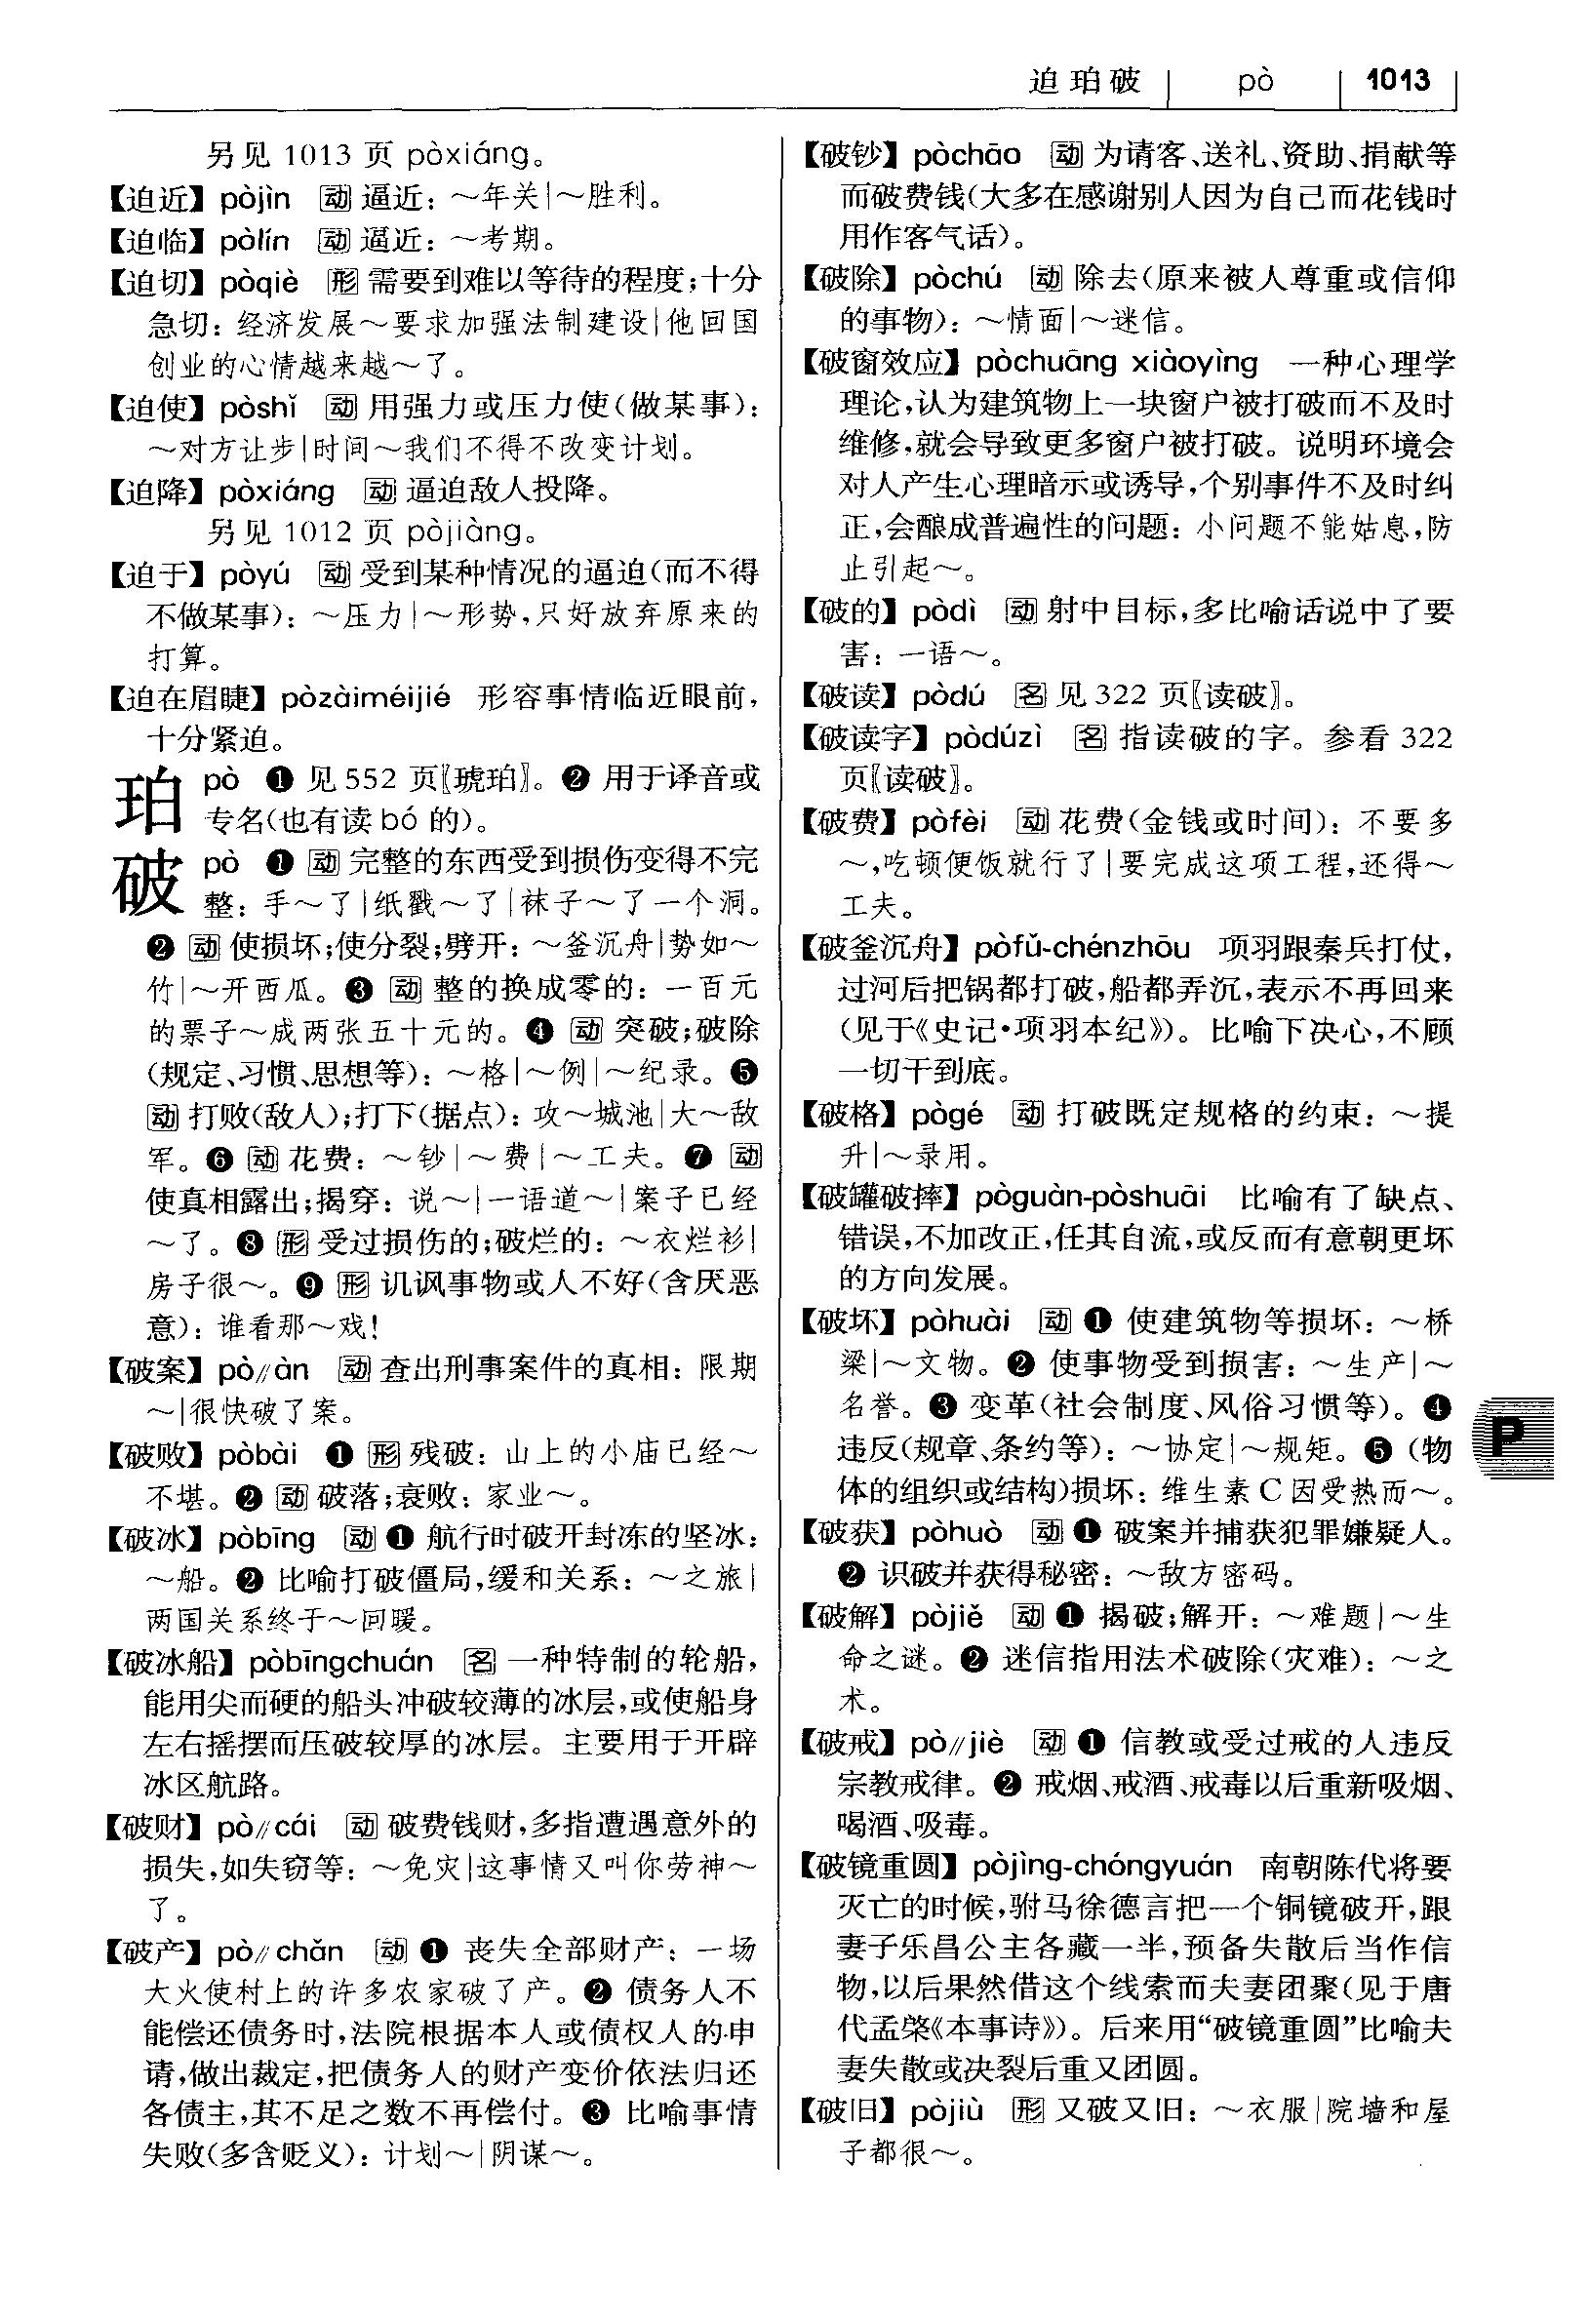 迫珀破 pò 1013
另见 1013 页 pòxiáng。
【迫近】pòjìn 动 逼近：～年关|～胜利。
【迫临】pòlín 动 逼近：～考期。
【迫切】pòqiè 形 需要到难以等待的程度；十分
急切：经济发展～要求加强法制建设|他回国
创业的心情越来越～了。
【迫使】pòshǐ 动 用强力或压力使（做某事）：
～对方让步|时间～我们不得不改变计划。
【迫降】pòxiáng 动 逼迫敌人投降。
另见 1012 页 pòjiàng。
【迫于】pòyú 动 受到某种情况的逼迫（而不得
不做某事）：～压力|～形势，只好放弃原来的
打算。
【迫在眉睫】pòzàiméijié 形容事情临近眼前，
十分紧迫。
珀 pò ❶ 见 552 页〖琥珀〗。❷ 用于译音或
专名（也有读 bó 的）。
破 pò ❶ 动 完整的东西受到损伤变得不完
整：手～了|纸戳～了|袜子～了一个洞。
❷ 动 使损坏；使分裂；劈开：～釜沉舟|势如～
竹|～开西瓜。❸ 动 整的换成零的：一百元
的票子～成两张五十元的。❹ 动 突破；破除
（规定、习惯、思想等）：～格|～例|～纪录。❺
动 打败（敌人）；打下（据点）：攻～城池|大～敌
军。❻ 动 花费：～钞|～费|～工夫。❼ 动
使真相露出；揭穿：说～|一语道～|案子已经
～了。❽ 形 受过损伤的；破烂的：～衣烂衫|
房子很～。❾ 形 讥讽事物或人不好（含厌恶
意）：谁看那～戏！
【破案】pò∥àn 动 查出刑事案件的真相：限期
～|很快破了案。
【破败】pòbài ❶ 形 残破：山上的小庙已经～
不堪。❷ 动 破落；衰败：家业～。
【破冰】pòbīng 动 ❶ 航行时破开封冻的坚冰：
～船。❷ 比喻打破僵局，缓和关系：～之旅|
两国关系终于～回暖。
【破冰船】pòbīngchuán 名 一种特制的轮船，
能用尖而硬的船头冲破较薄的冰层，或使船身
左右摇摆而压破较厚的冰层。主要用于开辟
冰区航路。
【破财】pò∥cái 动 破费钱财，多指遭遇意外的
损失，如失窃等：～免灾|这事情又叫你劳神～
了。
【破产】pò∥chǎn 动 ❶ 丧失全部财产：一场
大火使村上的许多农家破了产。❷ 债务人不
能偿还债务时，法院根据本人或债权人的申
请，做出裁定，把债务人的财产变价依法归还
各债主，其不足之数不再偿付。❸ 比喻事情
失败（多含贬义）：计划～|阴谋～。
【破钞】pòchāo 动 为请客、送礼、资助、捐献等
而破费钱（大多在感谢别人因为自己而花钱时
用作客气话）。
【破除】pòchú 动 除去（原来被人尊重或信仰
的事物）：～情面|～迷信。
【破窗效应】pòchuāng xiàoyìng 一种心理学
理论，认为建筑物上一块窗户被打破而不及时
维修，就会导致更多窗户被打破。说明环境会
对人产生心理暗示或诱导，个别事件不及时纠
正，会酿成普遍性的问题：小问题不能姑息，防
止引起～。
【破的】pòdì 动 射中目标，多比喻话说中了要
害：一语～。
【破读】pòdú 名 见 322 页〖读破〗。
【破读字】pòdúzì 名 指读破的字。参看 322
页〖读破〗。
【破费】pòfèi 动 花费（金钱或时间）：不要多
～，吃顿便饭就行了|要完成这项工程，还得～
工夫。
【破釜沉舟】pòfǔ-chénzhōu 项羽跟秦兵打仗，
过河后把锅都打破，船都弄沉，表示不再回来
（见于《史记·项羽本纪》）。比喻下决心，不顾
一切干到底。
【破格】pògé 动 打破既定规格的约束：～提
升|～录用。
【破罐破摔】pòguàn-pòshuāi 比喻有了缺点、
错误，不加改正，任其自流，或反而有意朝更坏
的方向发展。
【破坏】pòhuài 动 ❶ 使建筑物等损坏：～桥
梁|～文物。❷ 使事物受到损害：～生产|～
名誉。❸ 变革（社会制度、风俗习惯等）。❹
违反（规章、条约等）：～协定|～规矩。❺（物
体的组织或结构）损坏：维生素 C 因受热而～。
P
【破获】pòhuò 动 ❶ 破案并捕获犯罪嫌疑人。
❷ 识破并获得秘密：～敌方密码。
【破解】pòjiě 动 ❶ 揭破；解开：～难题|～生
命之谜。❷ 迷信指用法术破除（灾难）：～之
术。
【破戒】pò∥jiè 动 ❶ 信教或受过戒的人违反
宗教戒律。❷ 戒烟、戒酒、戒毒以后重新吸烟、
喝酒、吸毒。
【破镜重圆】pòjìng-chóngyuán 南朝陈代将要
灭亡的时候，驸马徐德言把一个铜镜破开，跟
妻子乐昌公主各藏一半，预备失散后当作信
物，以后果然借这个线索而夫妻团聚（见于唐
代孟棨《本事诗》）。后来用“破镜重圆”比喻夫
妻失散或决裂后重又团圆。
【破旧】pòjiù 形 又破又旧：～衣服|院墙和屋
子都很～。